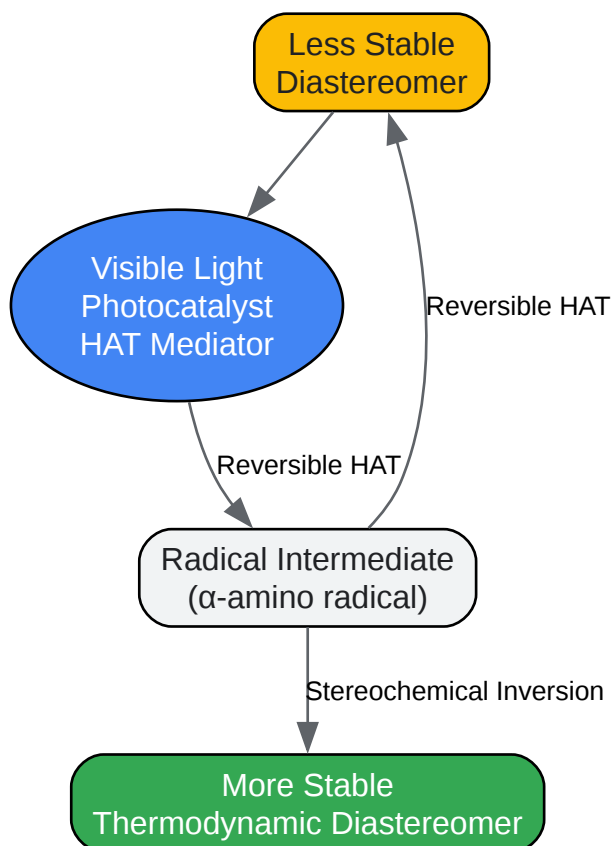 Less Stable
Diastereomer
Visible Light
Photocatalyst
HAT Mediator
Reversible HAT
Reversible HAT
Radical Intermediate
(α-amino radical)
Stereochemical Inversion
More Stable
Thermodynamic Diastereomer